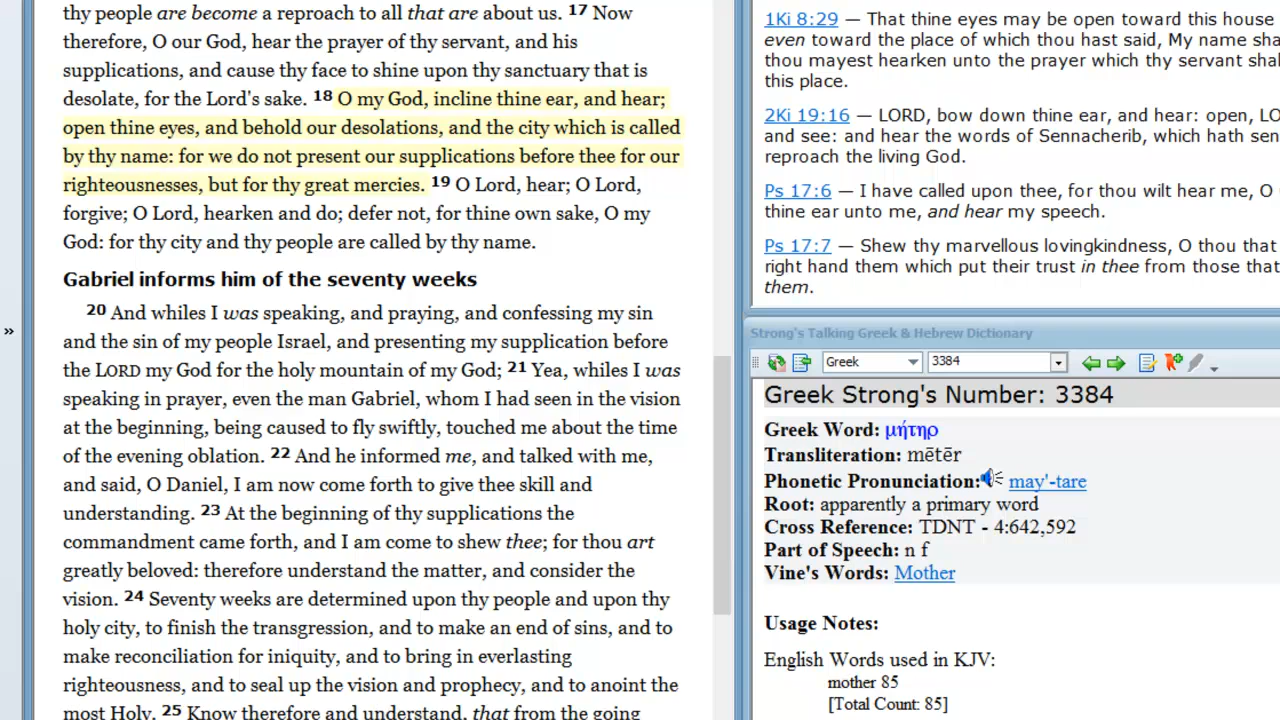 thy people are become a reproach to all that are about us. 17 Now
therefore, O our God, hear the prayer of thy servant, and his
supplications, and cause thy face to shine upon thy sanctuary that is
desolate, for the Lord's sake. 18 O my God, incline thine ear, and hear;
open thine eyes, and behold our desolations, and the city which is called
by thy name: for we do not present our supplications before thee for our
righteousnesses, but for thy great mercies. 19 O Lord, hear; O Lord,
forgive; O Lord, hearken and do; defer not, for thine own sake, O my
God: for thy city and thy people are called by thy name.
Gabriel informs him of the seventy weeks
20 And whiles I was speaking, and praying, and confessing my sin
and the sin of my people Israel, and presenting my supplication before
the LORD my God for the holy mountain of my God; 21 Yea, whiles I was
speaking in prayer, even the man Gabriel, whom I had seen in the vision
at the beginning, being caused to fly swiftly, touched me about the time
of the evening oblation. 22 And he informed me, and talked with me,
and said, O Daniel, I am now come forth to give thee skill and
understanding. 23 At the beginning of thy supplications the
commandment came forth, and I am come to shew thee; for thou art
greatly beloved: therefore understand the matter, and consider the
vision. 24 Seventy weeks are determined upon thy people and upon thy
holy city, to finish the transgression, and to make an end of sins, and to
make reconciliation for iniquity, and to bring in everlasting
righteousness, and to seal up the vision and prophecy, and to anoint the
most Holy. 25 Know therefore and understand, that from the going
»
1Ki 8:29 — That thine eyes may be open toward this house
even toward the place of which thou hast said, My name sha
thou mayest hearken unto the prayer which thy servant shal
this place.
2Ki 19:16 — LORD, bow down thine ear, and hear: open, LO
and see: and hear the words of Sennacherib, which hath sen
reproach the living God.
Ps 17:6 — I have called upon thee, for thou wilt hear me, O
thine ear unto me, and hear my speech.
Ps 17:7 — Shew thy marvellous lovingkindness, O thou that
right hand them which put their trust in thee from those that
them.
Strong's Talking Greek & Hebrew Dictionary
Greek 3384
Greek Strong's Number: 3384
Greek Word: μήτηρ
Transliteration: mētēr
Phonetic Pronunciation: may'-tare
Root: apparently a primary word
Cross Reference: TDNT - 4:642,592
Part of Speech: n f
Vine's Words: Mother
Usage Notes:
English Words used in KJV:
mother 85
[Total Count: 85]